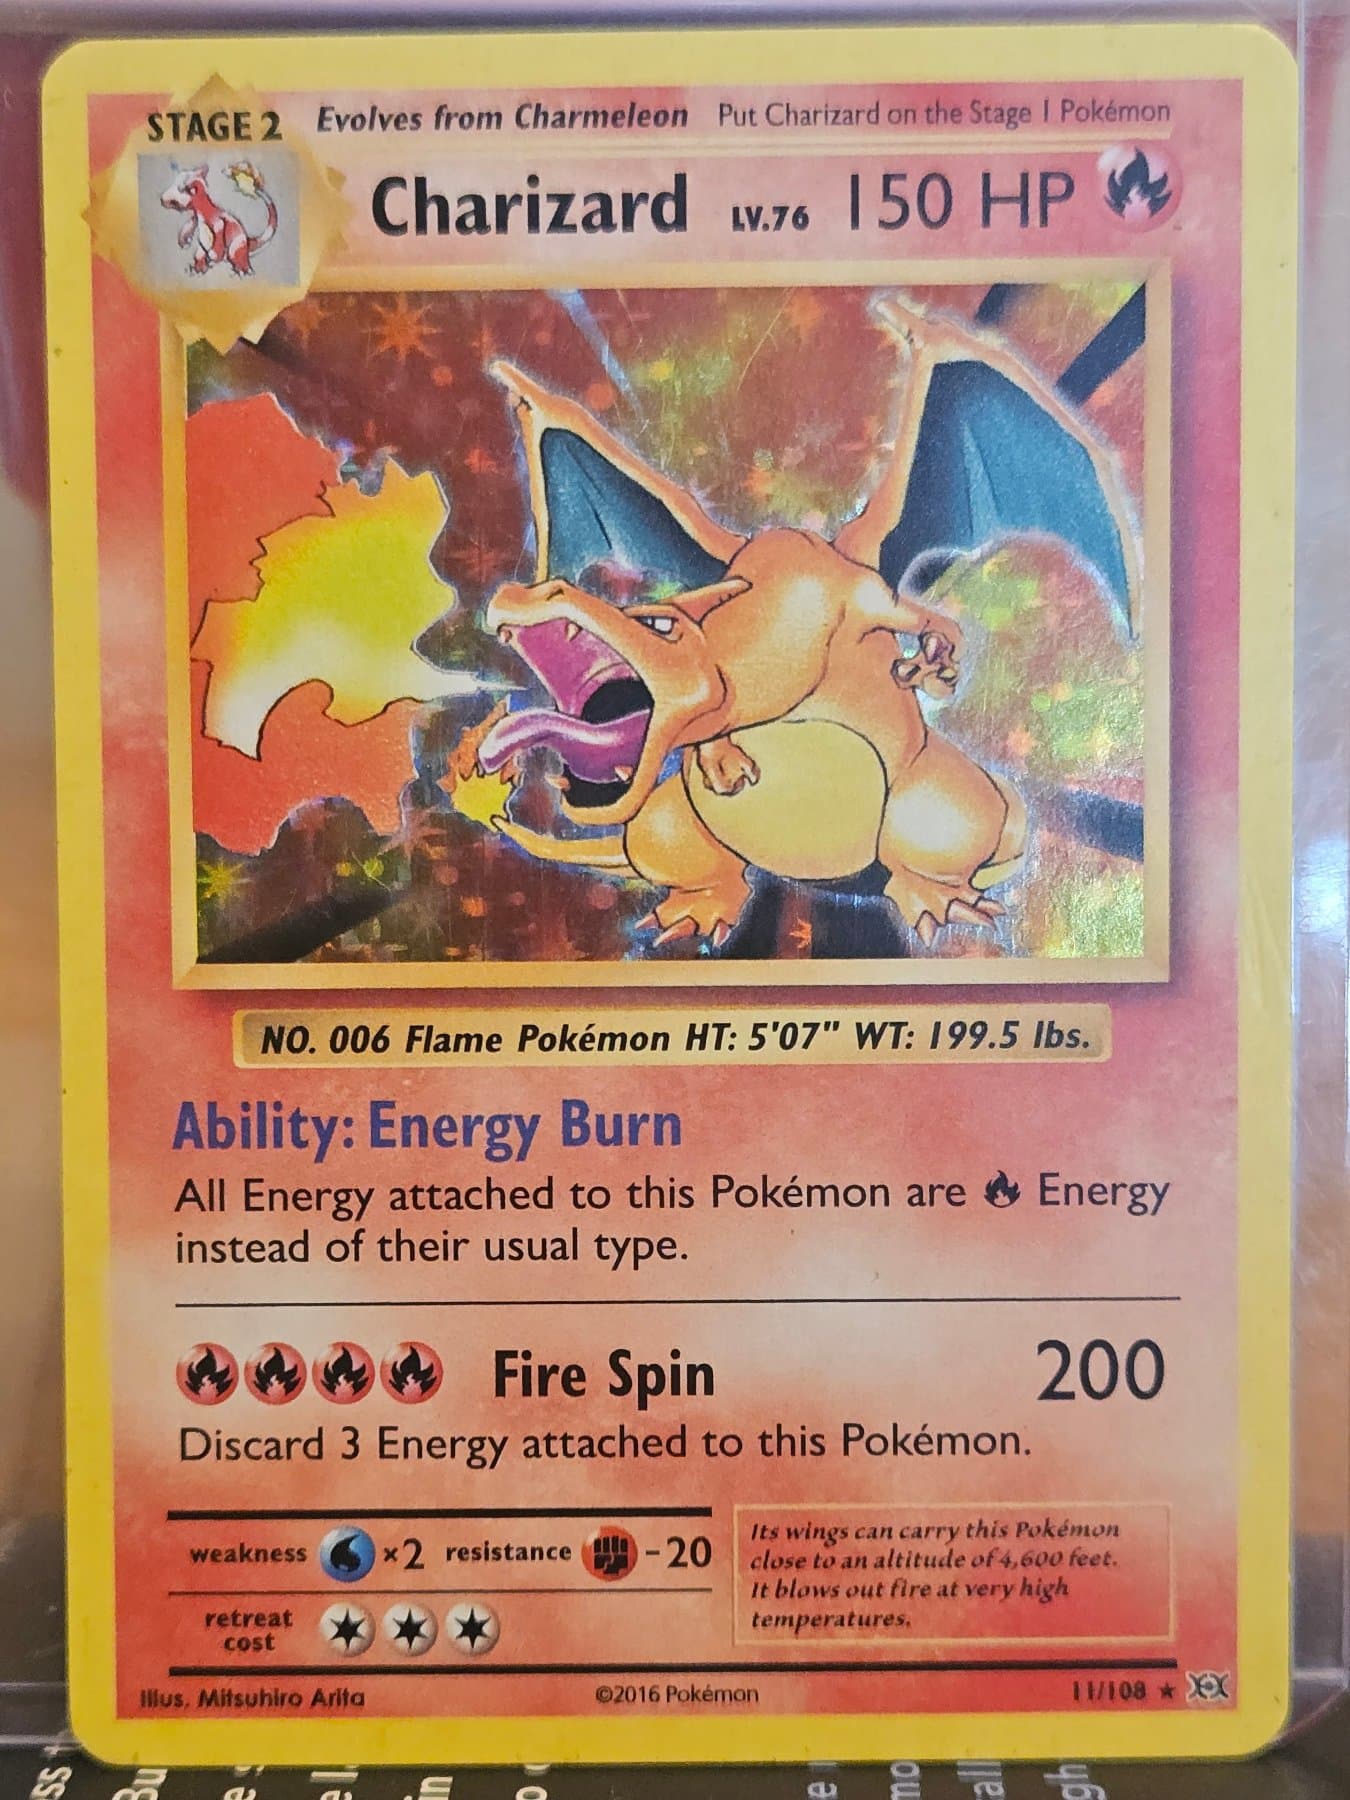 STAGE 2 Evolves from Charmeleon Put Charizard on the Stage 1 Pokémon
Charizard LV.76 150 HP
NO. 006 Flame Pokémon HT: 5'07" WT: 199.5 lbs.
Ability: Energy Burn
All Energy attached to this Pokémon are Energy
instead of their usual type.
Fire Spin 200
Discard 3 Energy attached to this Pokémon.
weakness ×2 resistance -20
retreat
cost
Its wings can carry this Pokémon
close to an altitude of 4,600 feet.
It blows out fire at very high
temperatures.
Illus. Mitsuhiro Arita ©2016 Pokémon 11/108 ★